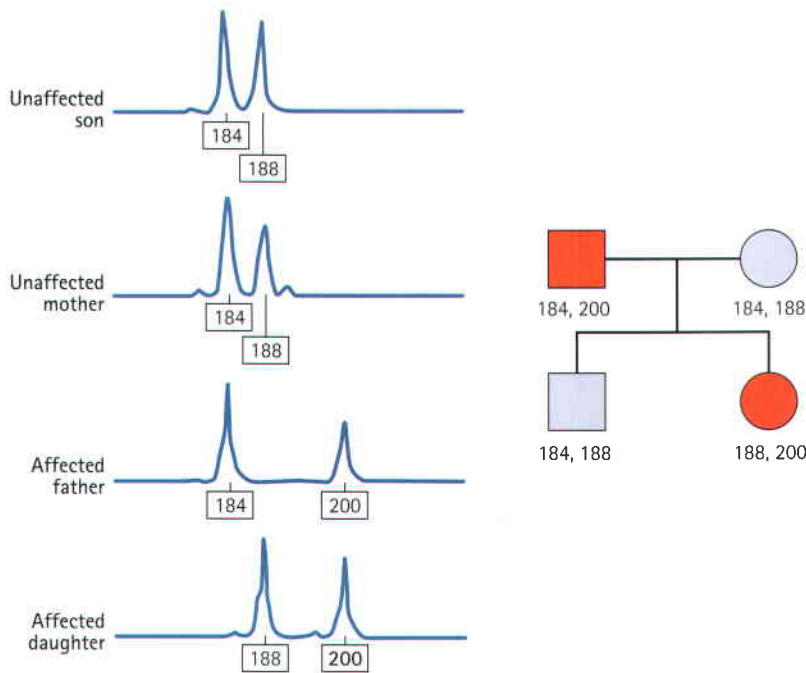 Unaffected
son
184
188
Unaffected
mother
184
188
Affected
father
184
200
Affected
daughter
188
200
184, 200
184, 188
184, 188
188, 200